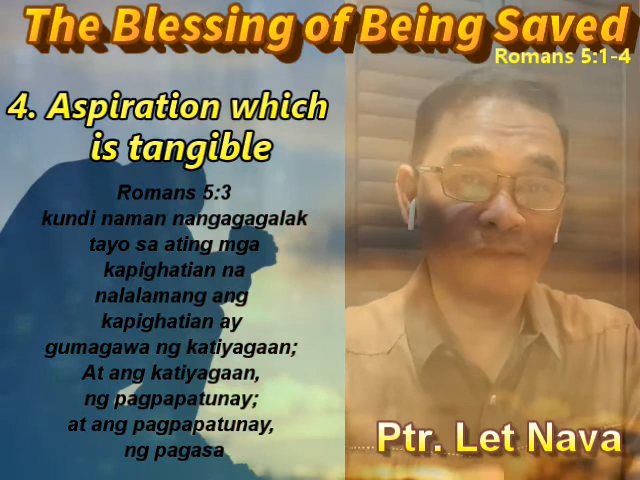 The Blessing of Being Saved
Romans 5:1-4
4. Aspiration which
is tangible
Romans 5:3
kundi naman nangagagalak
tayo sa ating mga
kapighatian na
nalalamang ang
kapighatian ay
gumagawa ng katiyagaan;
At ang katiyagaan,
ng pagpapatunay;
at ang pagpapatunay,
ng pagasa
Ptr. Let Nava